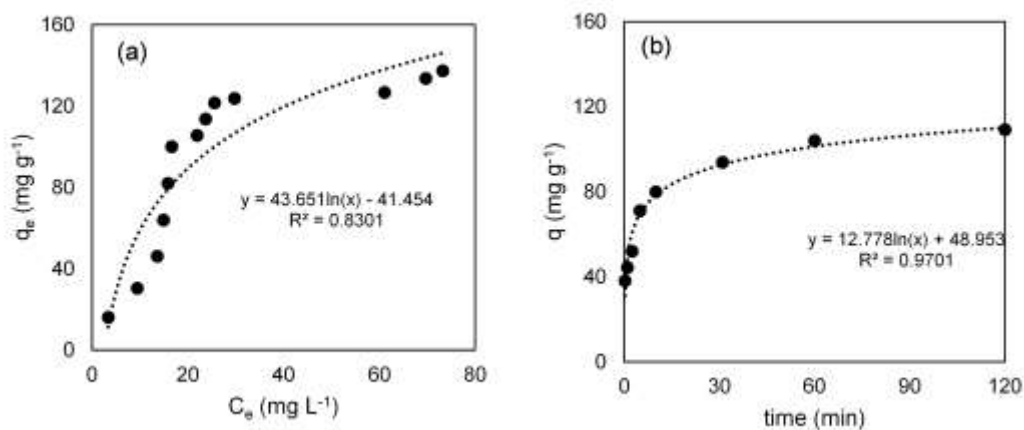 (a)
160
120
80
40
0
qₑ (mg g⁻¹)
y = 43.651ln(x) - 41.454
R² = 0.8301
0 20 40 60 80
Cₑ (mg L⁻¹)
(b)
160
120
80
40
0
q (mg g⁻¹)
y = 12.778ln(x) + 48.953
R² = 0.9701
0 30 60 90 120
time (min)